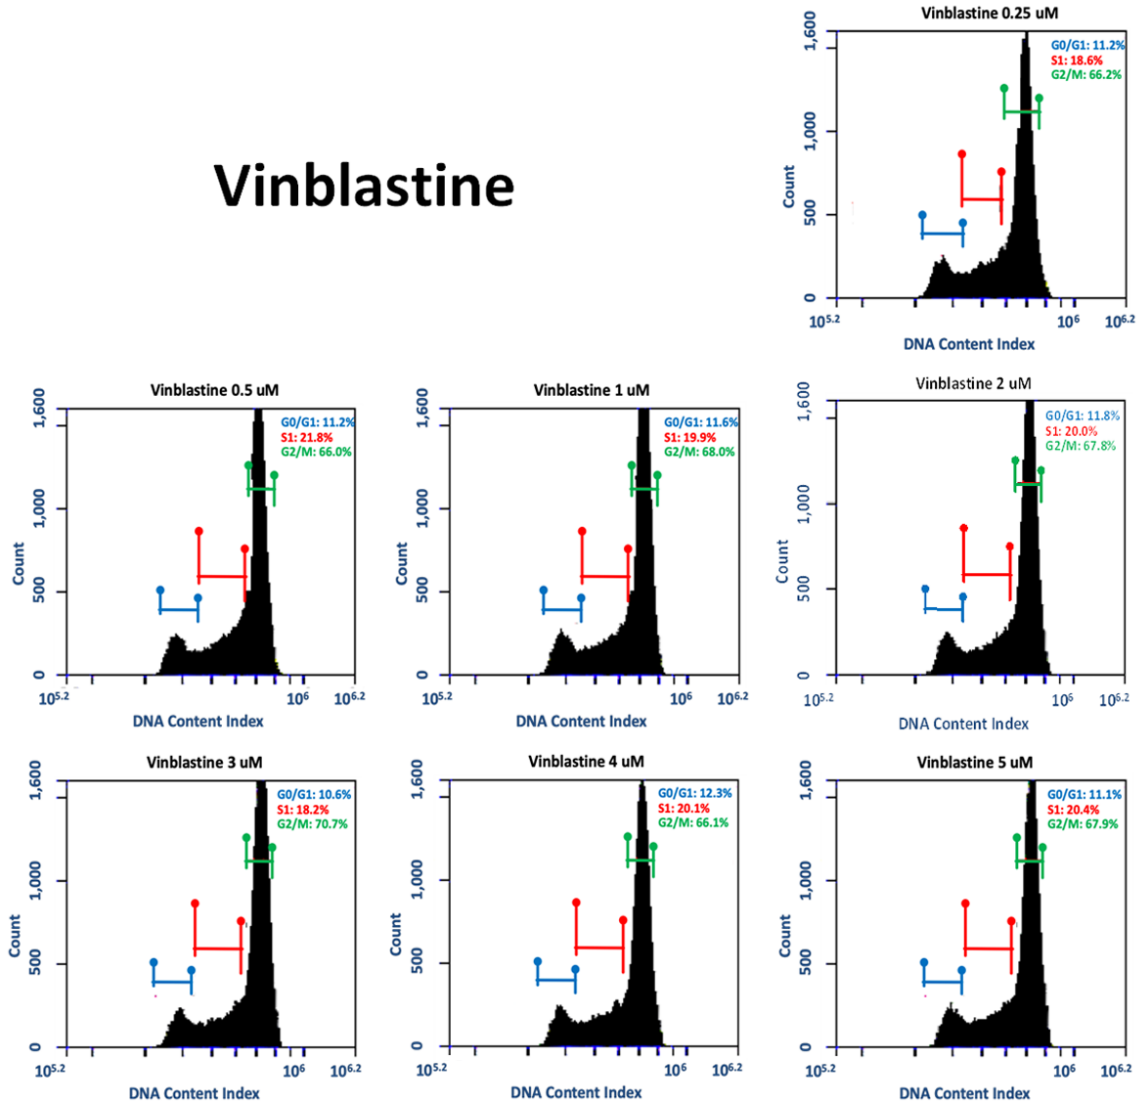 Vinblastine
Vinblastine 0.25 uM
G0/G1: 11.2%
S1: 18.6%
G2/M: 66.2%
1,600
1,000
500
0
Count
10^5.2
10^6
10^6.2
DNA Content Index
Vinblastine 0.5 uM
G0/G1: 11.2%
S1: 21.8%
G2/M: 66.0%
1,600
1,000
500
0
Count
10^5.2
10^6
10^6.2
DNA Content Index
Vinblastine 1 uM
G0/G1: 11.6%
S1: 19.9%
G2/M: 68.0%
1,600
1,000
500
0
Count
10^5.2
10^6
10^6.2
DNA Content Index
Vinblastine 2 uM
G0/G1: 11.8%
S1: 20.0%
G2/M: 67.8%
1,600
1,000
500
0
Count
10^5.2
10^6
10^6.2
DNA Content Index
Vinblastine 3 uM
G0/G1: 10.6%
S1: 18.2%
G2/M: 70.7%
1,600
1,000
500
0
Count
10^5.2
10^6
10^6.2
DNA Content Index
Vinblastine 4 uM
G0/G1: 12.3%
S1: 20.1%
G2/M: 66.1%
1,600
1,000
500
0
Count
10^5.2
10^6
10^6.2
DNA Content Index
Vinblastine 5 uM
G0/G1: 11.1%
S1: 20.4%
G2/M: 67.9%
1,600
1,000
500
0
Count
10^5.2
10^6
10^6.2
DNA Content Index